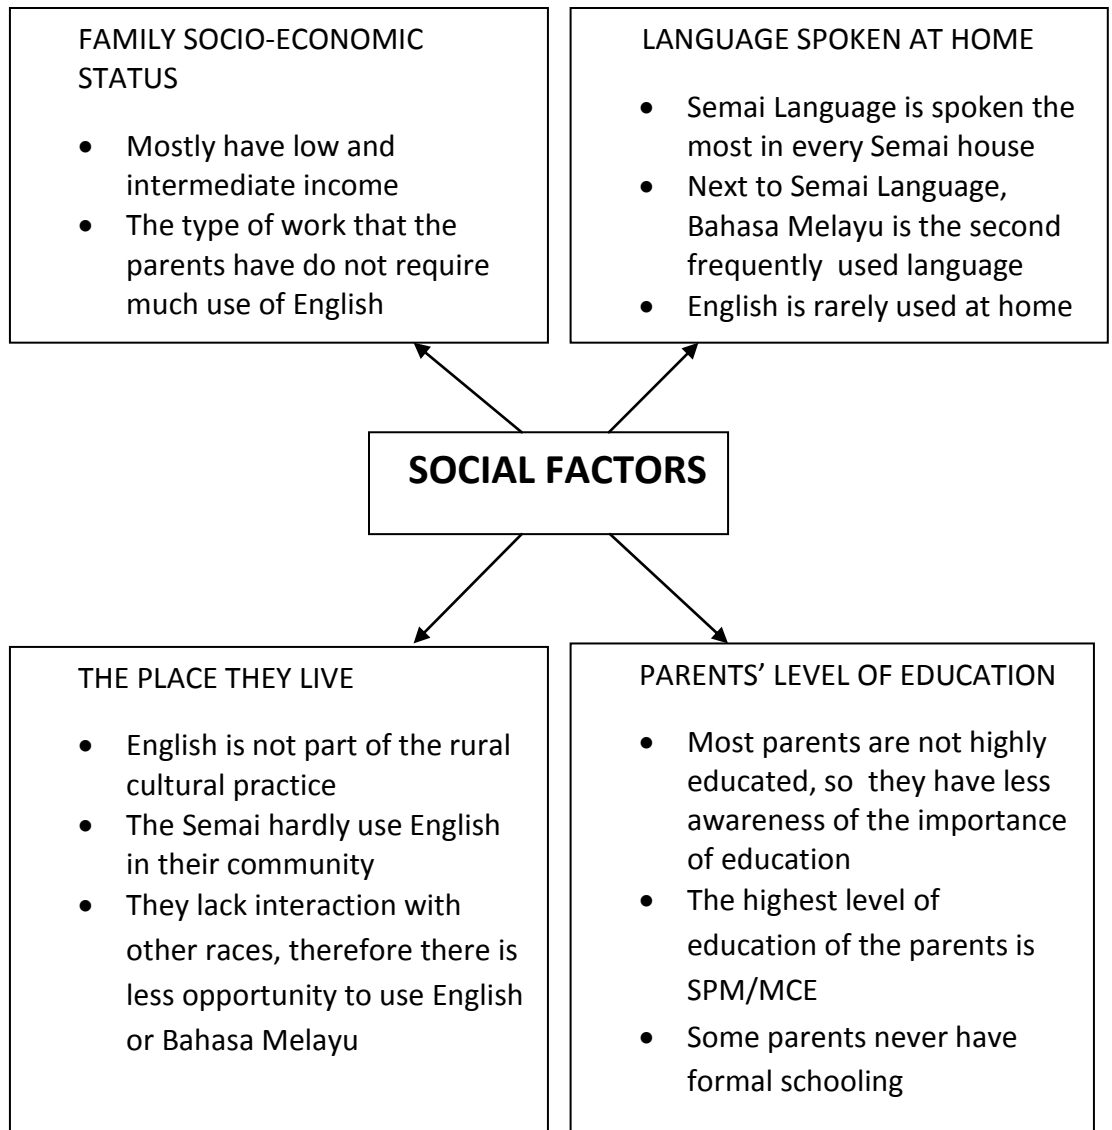 FAMILY SOCIO-ECONOMIC
STATUS
• Mostly have low and
intermediate income
• The type of work that the
parents have do not require
much use of English
LANGUAGE SPOKEN AT HOME
• Semai Language is spoken the
most in every Semai house
• Next to Semai Language,
Bahasa Melayu is the second
frequently used language
• English is rarely used at home
SOCIAL FACTORS
THE PLACE THEY LIVE
• English is not part of the rural
cultural practice
• The Semai hardly use English
in their community
• They lack interaction with
other races, therefore there is
less opportunity to use English
or Bahasa Melayu
PARENTS’ LEVEL OF EDUCATION
• Most parents are not highly
educated, so they have less
awareness of the importance
of education
• The highest level of
education of the parents is
SPM/MCE
• Some parents never have
formal schooling